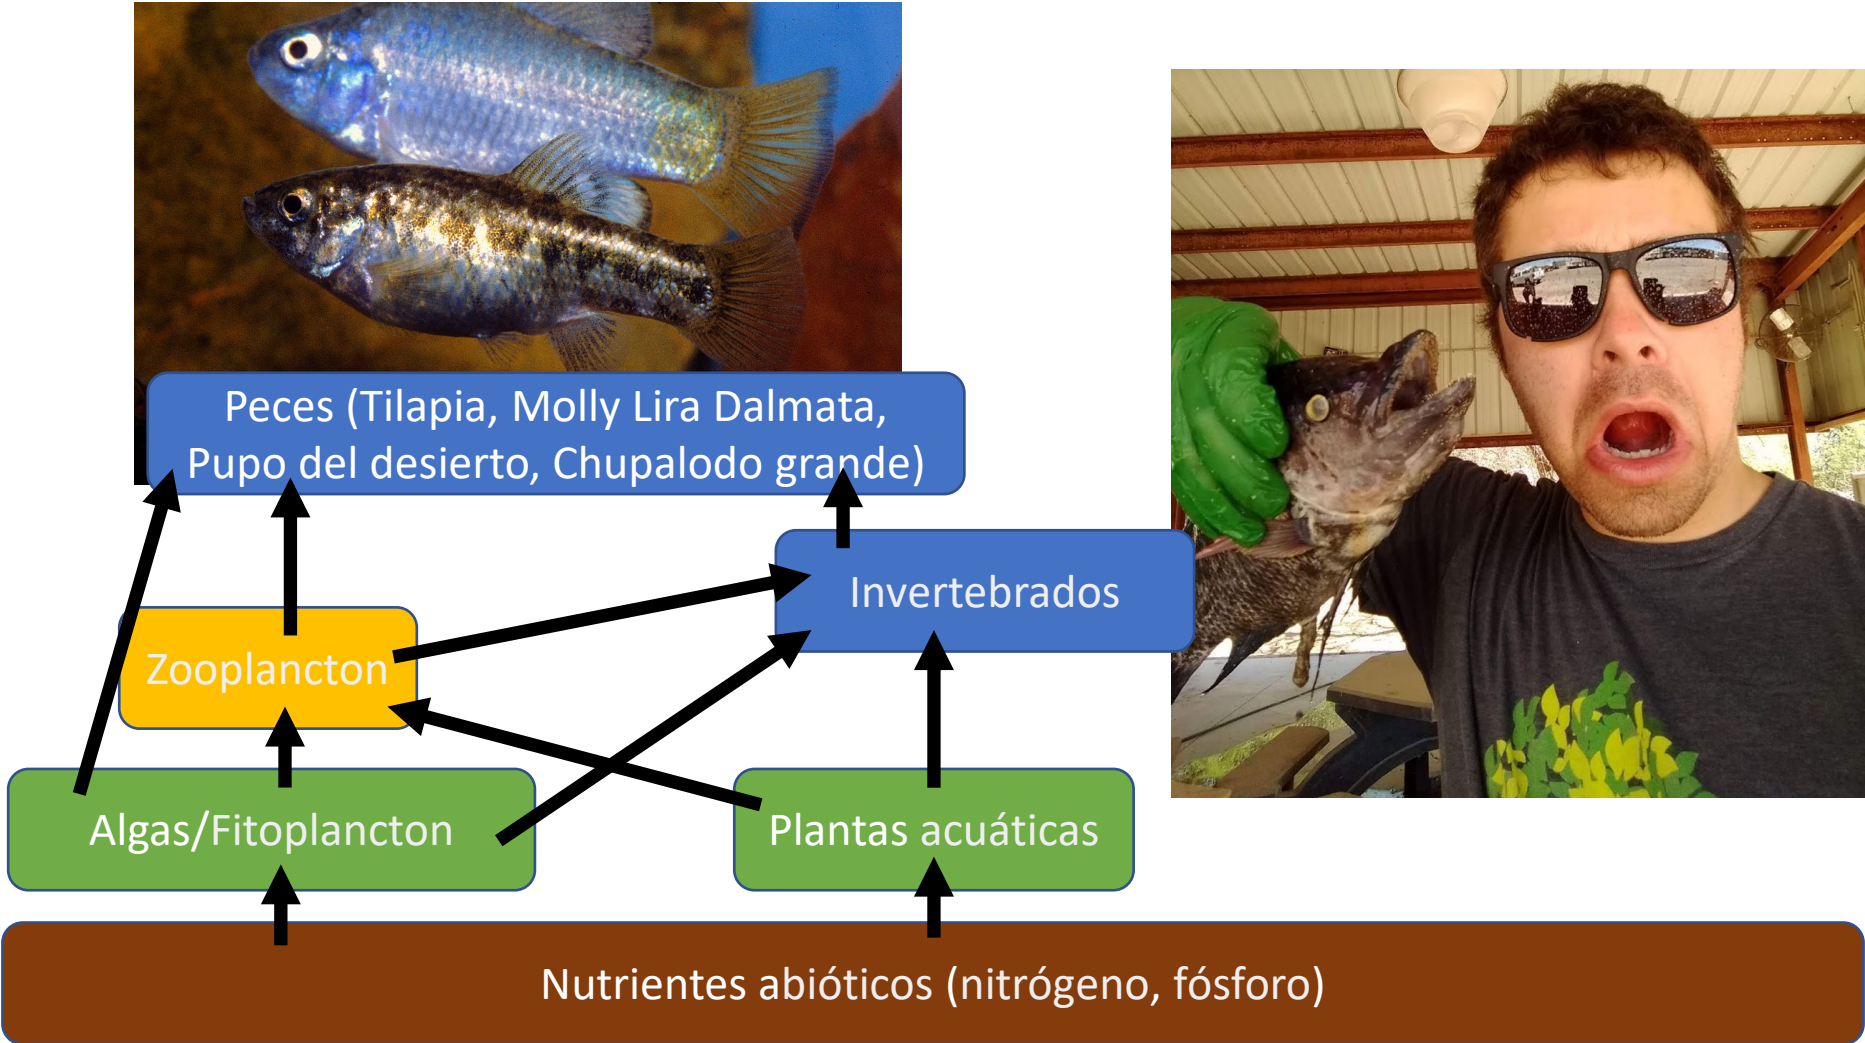 Peces (Tilapia, Molly Lira Dalmata,
Pupo del desierto, Chupalodo grande)
Invertebrados
Zooplancton
Algas/Fitoplancton
Plantas acuáticas
Nutrientes abióticos (nitrógeno, fósforo)